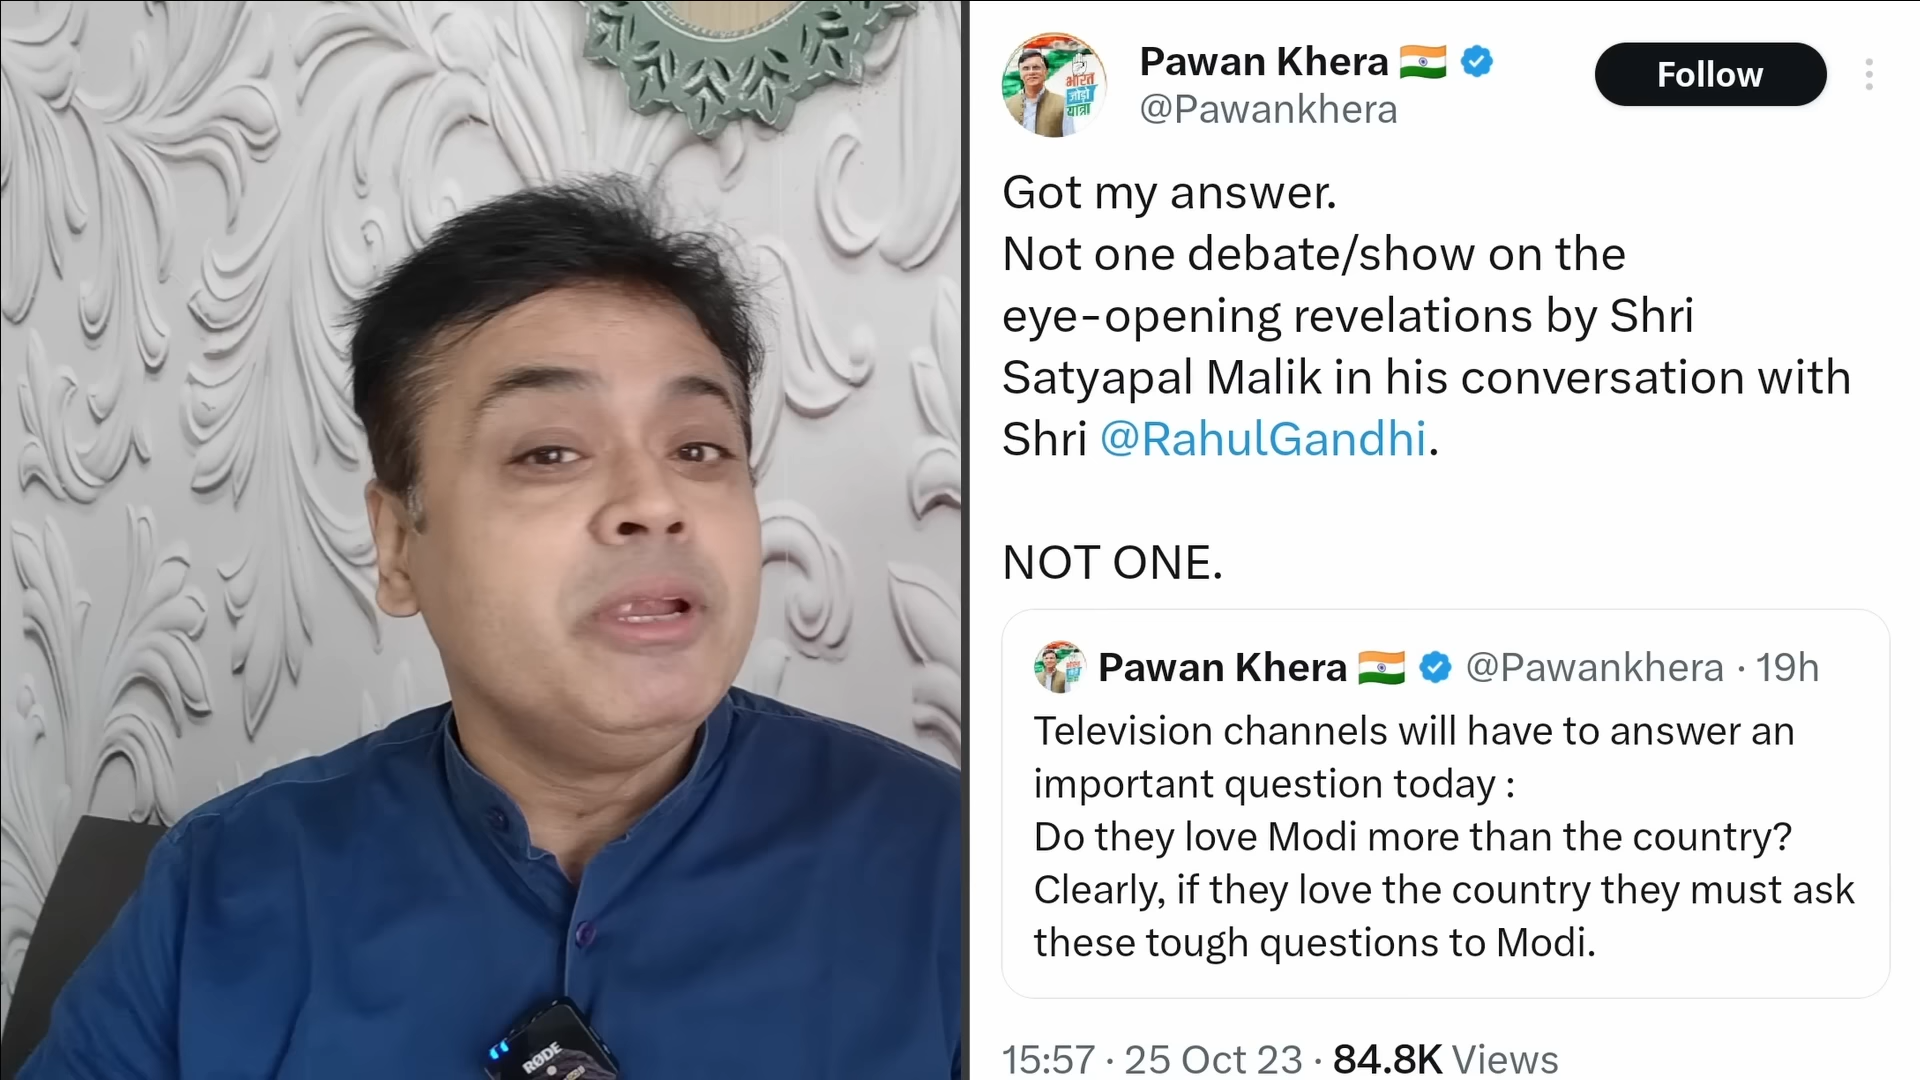 Pawan Khera 🇮🇳
@Pawankhera
Follow
भारत
जोड़ो
यात्रा
Got my answer.
Not one debate/show on the
eye-opening revelations by Shri
Satyapal Malik in his conversation with
Shri @RahulGandhi.
NOT ONE.
Pawan Khera 🇮🇳 @Pawankhera · 19h
Television channels will have to answer an
important question today :
Do they love Modi more than the country?
Clearly, if they love the country they must ask
these tough questions to Modi.
15:57 · 25 Oct 23 · 84.8K Views
RØDE